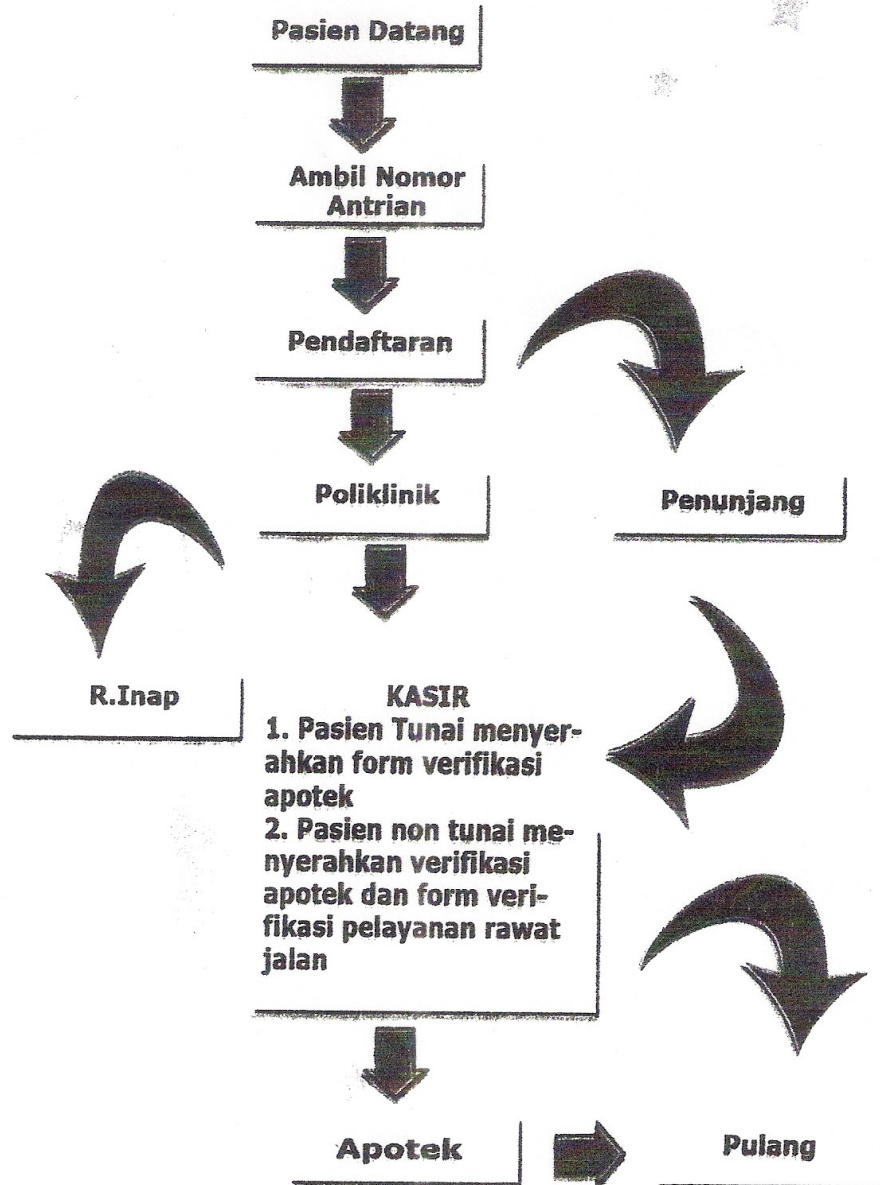 Pasien Datang
Ambil Nomor
Antrian
Pendaftaran
Poliklinik
Penunjang
R.Inap
KASIR
1. Pasien Tunai menyer-
ahkan form verifikasi
apotek
2. Pasien non tunai me-
nyerahkan verifikasi
apotek dan form veri-
fikasi pelayanan rawat
jalan
Apotek
Pulang